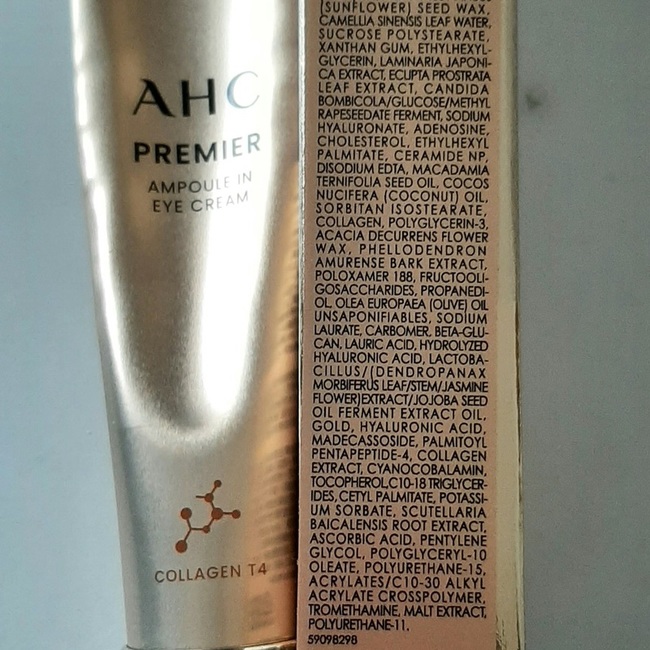 AHC
PREMIER
AMPOULE IN
EYE CREAM
COLLAGEN T4
(SUNFLOWER) SEED WAX,
CAMELLIA SINENSIS LEAF WATER,
SUCROSE POLYSTEARATE,
XANTHAN GUM, ETHYLHEXYL-
GLYCERIN, LAMINARIA JAPONI-
CA EXTRACT, ECLIPTA PROSTRATA
LEAF EXTRACT, CANDIDA
BOMBICOLA/GLUCOSE/METHYL
RAPESEEDATE FERMENT, SODIUM
HYALURONATE, ADENOSINE,
CHOLESTEROL, ETHYLHEXYL
PALMITATE, CERAMIDE NP,
DISODIUM EDTA, MACADAMIA
TERNIFOLIA SEED OIL, COCOS
NUCIFERA (COCONUT) OIL,
SORBITAN ISOSTEARATE,
COLLAGEN, POLYGLYCERIN-3,
ACACIA DECURRENS FLOWER
WAX, PHELLODENDRON
AMURENSE BARK EXTRACT,
POLOXAMER 188, FRUCTOOLI-
GOSACCHARIDES, PROPANEDI-
OL, OLEA EUROPAEA (OLIVE) OIL
UNSAPONIFIABLES, SODIUM
LAURATE, CARBOMER, BETA-GLU-
CAN, LAURIC ACID, HYDROLYZED
HYALURONIC ACID, LACTOBA-
CILLUS/(DENDROPANAX
MORBIFERUS LEAF/STEM/JASMINE
FLOWER)EXTRACT/JOJOBA SEED
OIL FERMENT EXTRACT OIL,
GOLD, HYALURONIC ACID,
MADECASSOSIDE, PALMITOYL
PENTAPEPTIDE-4, COLLAGEN
EXTRACT, CYANOCOBALAMIN,
TOCOPHEROL,C10-18 TRIGLYCER-
IDES, CETYL PALMITATE, POTASSI-
UM SORBATE, SCUTELLARIA
BAICALENSIS ROOT EXTRACT,
ASCORBIC ACID, PENTYLENE
GLYCOL, POLYGLYCERYL-10
OLEATE, POLYURETHANE-15,
ACRYLATES/C10-30 ALKYL
ACRYLATE CROSSPOLYMER,
TROMETHAMINE, MALT EXTRACT,
POLYURETHANE-11.
59098298